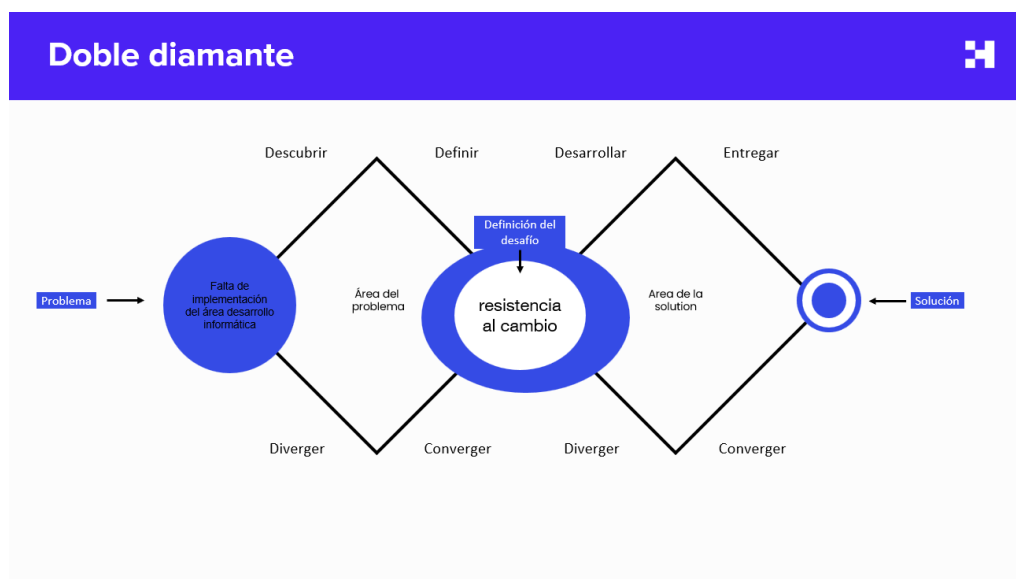 Doble diamante
Descubrir
Definir
Desarrollar
Entregar
Definición del
desafío
Problema
Falta de
implementación
del área desarrollo
informática
Área del
problema
resistencia
al cambio
Area de la
solution
Solución
Diverger
Converger
Diverger
Converger